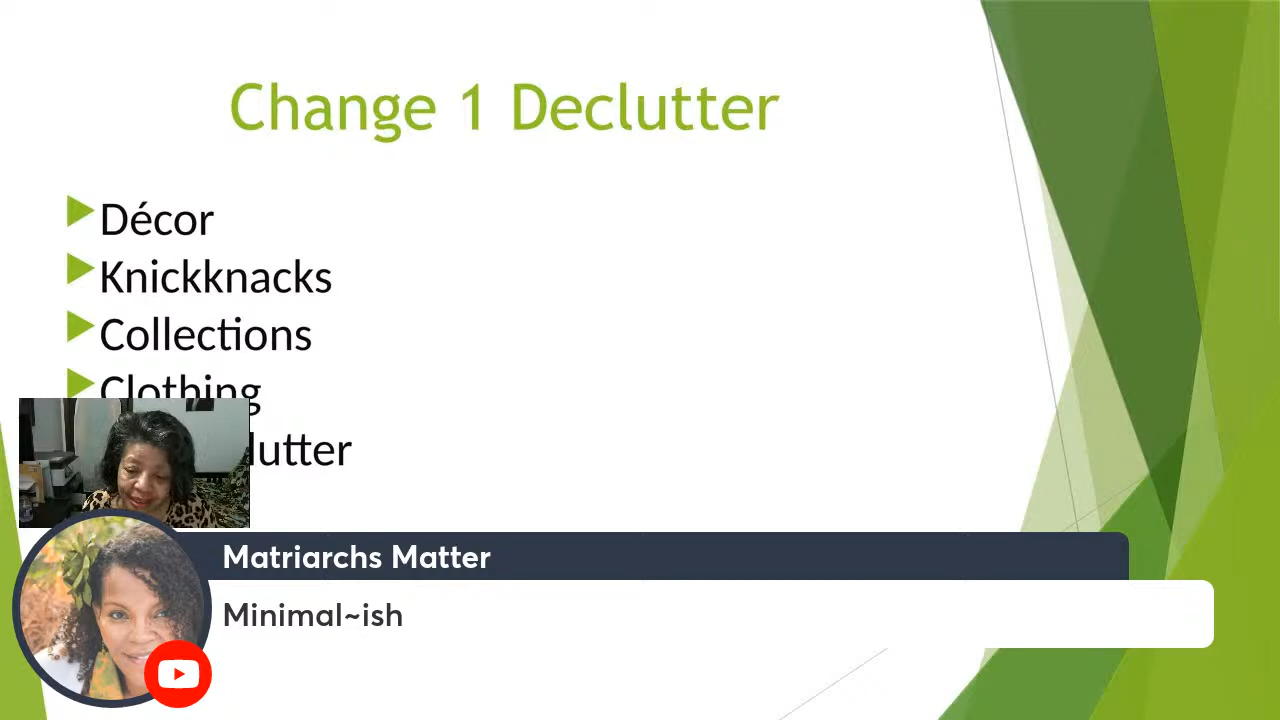 Change 1 Declutter
Décor
Knickknacks
Collections
Clothing
lutter
Matriarchs Matter
Minimal~ish